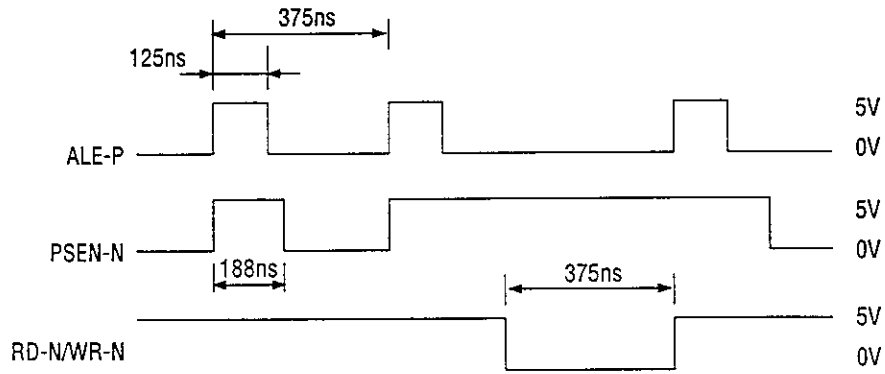 375ns
125ns
5V
ALE-P
0V
5V
PSEN-N
0V
188ns
375ns
5V
RD-N/WR-N
0V